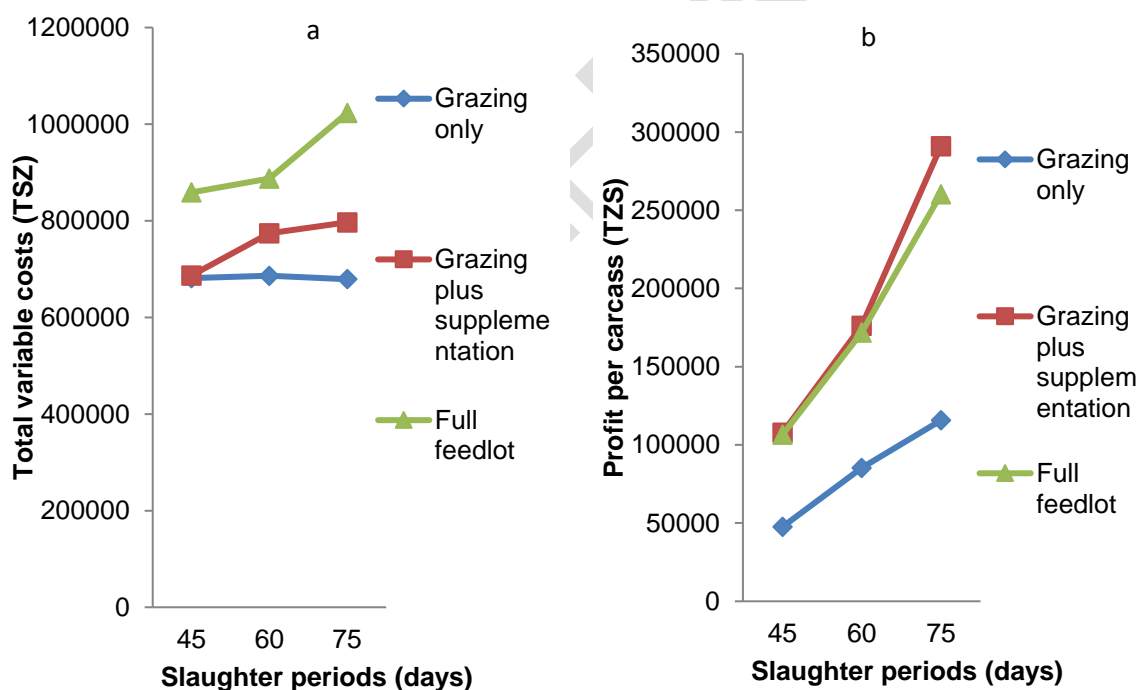 a
Total variable costs (TSZ)
1200000
1000000
800000
600000
400000
200000
0
45 60 75
Slaughter periods (days)
Grazing
only
Grazing
plus
suppleme
ntation
Full
feedlot
b
Profit per carcass (TZS)
350000
300000
250000
200000
150000
100000
50000
0
45 60 75
Slaughter periods (days)
Grazing
only
Grazing
plus
supplem
entation
Full
feedlot